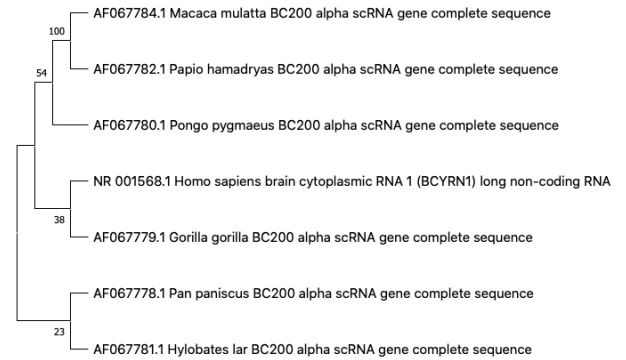 AF067784.1 Macaca mulatta BC200 alpha scRNA gene complete sequence
100
AF067782.1 Papio hamadryas BC200 alpha scRNA gene complete sequence
54
AF067780.1 Pongo pygmaeus BC200 alpha scRNA gene complete sequence
NR 001568.1 Homo sapiens brain cytoplasmic RNA 1 (BCYRN1) long non-coding RNA
38
AF067779.1 Gorilla gorilla BC200 alpha scRNA gene complete sequence
AF067778.1 Pan paniscus BC200 alpha scRNA gene complete sequence
23
AF067781.1 Hylobates lar BC200 alpha scRNA gene complete sequence